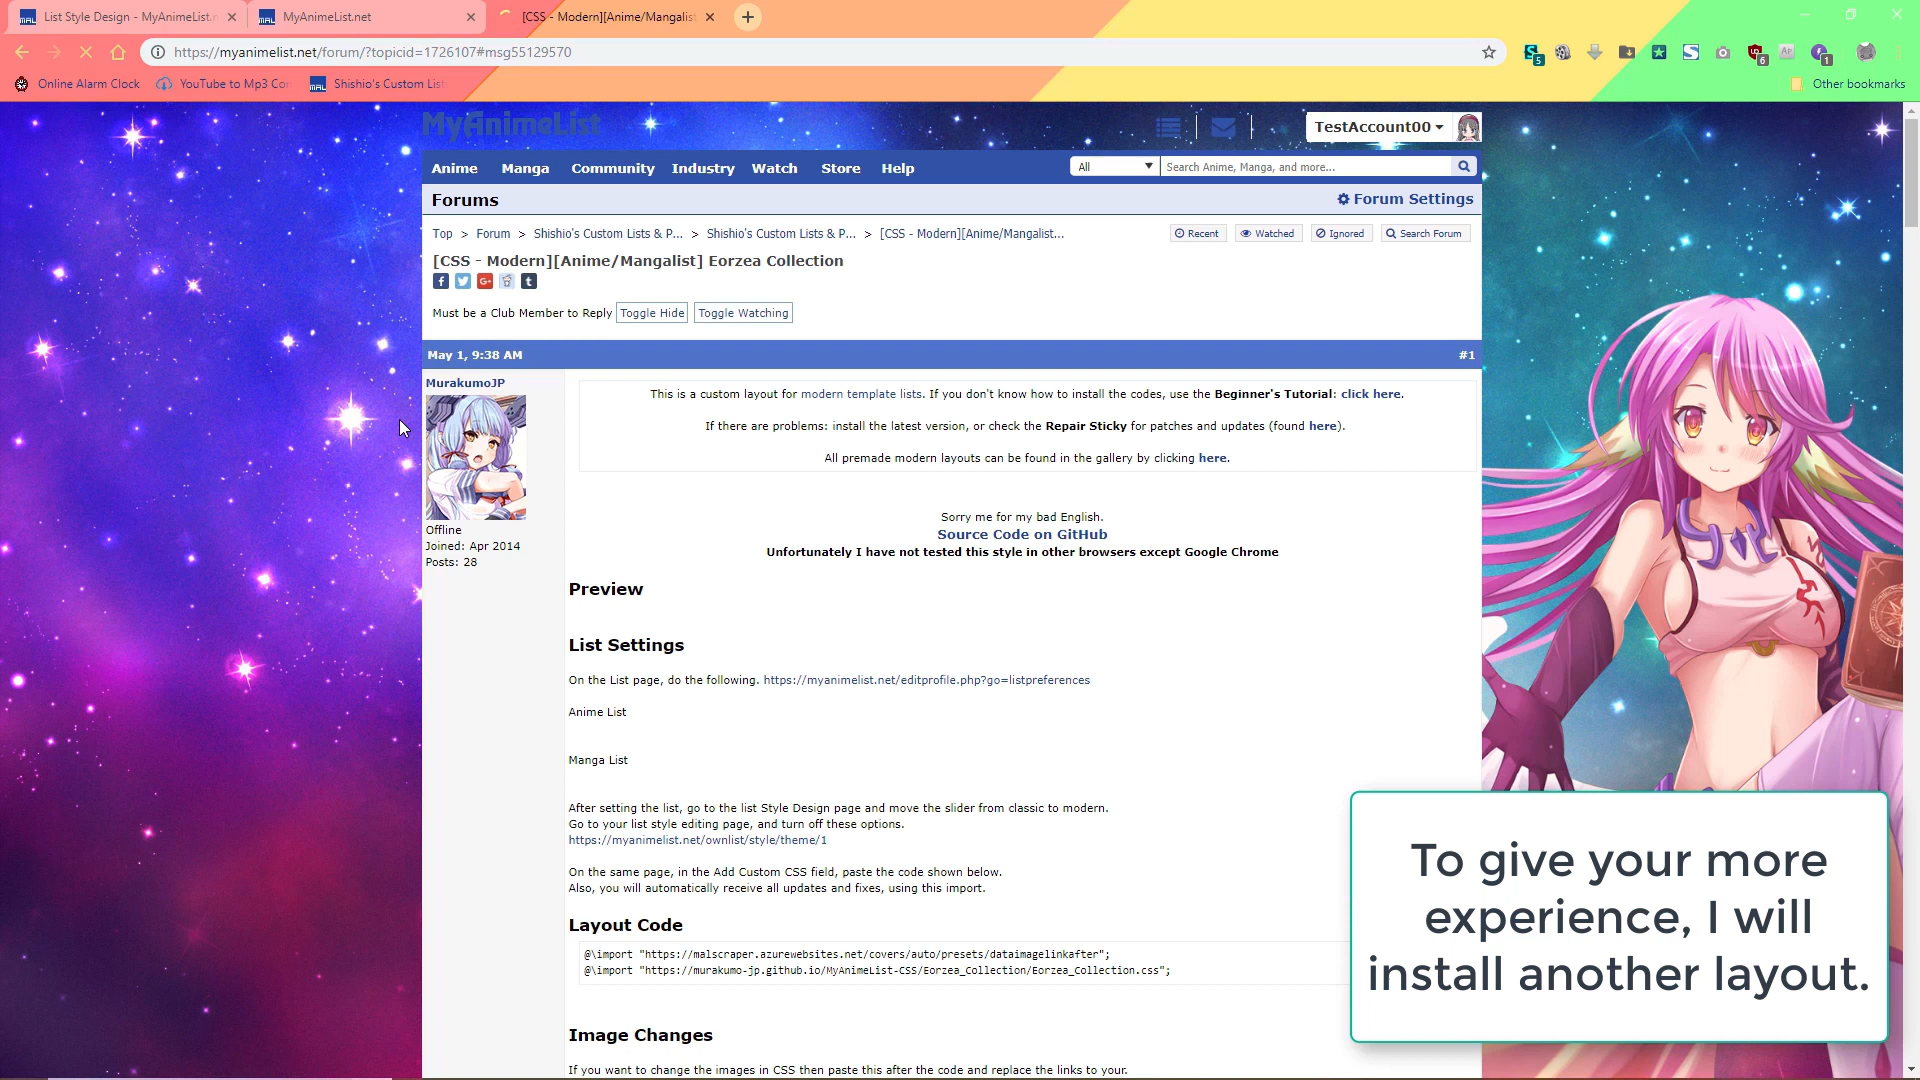 List Style Design - MyAnimeList.n
MyAnimeList.net
[CSS - Modern][Anime/Mangalist
https://myanimelist.net/forum/?topicid=1726107#msg55129570
5
6
1
Online Alarm Clock
YouTube to Mp3 Con
Shishio's Custom List
Other bookmarks
MyAnimeList
TestAccount00
Anime
Manga
Community
Industry
Watch
Store
Help
All
Search Anime, Manga, and more...
Forums
Forum Settings
Top > Forum > Shishio's Custom Lists & P... > Shishio's Custom Lists & P... > [CSS - Modern][Anime/Mangalist...
Recent
Watched
Ignored
Search Forum
[CSS - Modern][Anime/Mangalist] Eorzea Collection
Must be a Club Member to Reply Toggle Hide Toggle Watching
May 1, 9:38 AM
#1
MurakumoJP
Offline
Joined: Apr 2014
Posts: 28
This is a custom layout for modern template lists. If you don't know how to install the codes, use the Beginner's Tutorial: click here.
If there are problems: install the latest version, or check the Repair Sticky for patches and updates (found here).
All premade modern layouts can be found in the gallery by clicking here.
Sorry me for my bad English.
Source Code on GitHub
Unfortunately I have not tested this style in other browsers except Google Chrome
Preview
List Settings
On the List page, do the following. https://myanimelist.net/editprofile.php?go=listpreferences
Anime List
Manga List
After setting the list, go to the list Style Design page and move the slider from classic to modern.
Go to your list style editing page, and turn off these options.
https://myanimelist.net/ownlist/style/theme/1
On the same page, in the Add Custom CSS field, paste the code shown below.
Also, you will automatically receive all updates and fixes, using this import.
Layout Code
@\import "https://malscraper.azurewebsites.net/covers/auto/presets/dataimagelinkafter";
@\import "https://murakumo-jp.github.io/MyAnimeList-CSS/Eorzea_Collection/Eorzea_Collection.css";
Image Changes
If you want to change the images in CSS then paste this after the code and replace the links to your.
To give your more
experience, I will
install another layout.